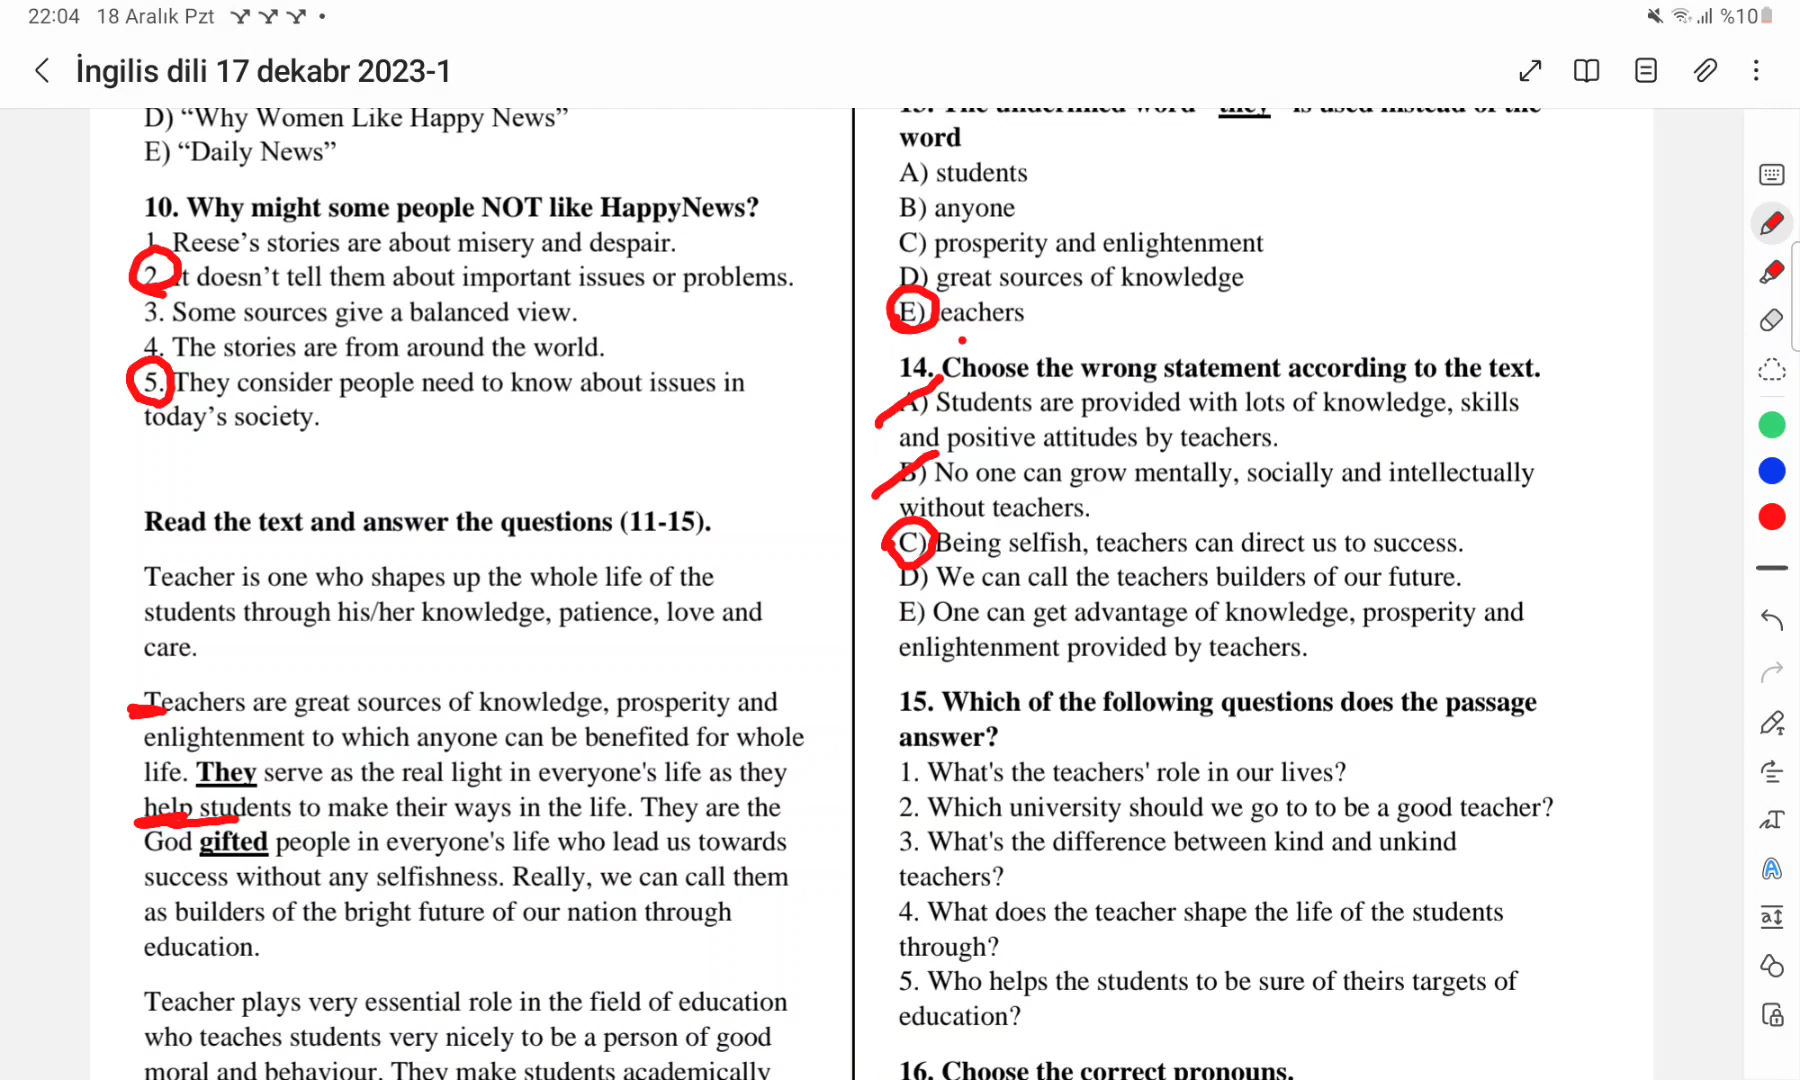 22:04 18 Aralık Pzt
%10
İngilis dili 17 dekabr 2023-1
D) “Why Women Like Happy News”
E) “Daily News”
10. Why might some people NOT like HappyNews?
1. Reese’s stories are about misery and despair.
2. It doesn’t tell them about important issues or problems.
3. Some sources give a balanced view.
4. The stories are from around the world.
5. They consider people need to know about issues in
today’s society.
Read the text and answer the questions (11-15).
Teacher is one who shapes up the whole life of the
students through his/her knowledge, patience, love and
care.
Teachers are great sources of knowledge, prosperity and
enlightenment to which anyone can be benefited for whole
life. They serve as the real light in everyone's life as they
help students to make their ways in the life. They are the
God gifted people in everyone's life who lead us towards
success without any selfishness. Really, we can call them
as builders of the bright future of our nation through
education.
Teacher plays very essential role in the field of education
who teaches students very nicely to be a person of good
moral and behaviour. They make students academically
13. The underlined word “they” is used instead of the
word
A) students
B) anyone
C) prosperity and enlightenment
D) great sources of knowledge
E) teachers
14. Choose the wrong statement according to the text.
A) Students are provided with lots of knowledge, skills
and positive attitudes by teachers.
B) No one can grow mentally, socially and intellectually
without teachers.
C) Being selfish, teachers can direct us to success.
D) We can call the teachers builders of our future.
E) One can get advantage of knowledge, prosperity and
enlightenment provided by teachers.
15. Which of the following questions does the passage
answer?
1. What's the teachers' role in our lives?
2. Which university should we go to to be a good teacher?
3. What's the difference between kind and unkind
teachers?
4. What does the teacher shape the life of the students
through?
5. Who helps the students to be sure of theirs targets of
education?
16. Choose the correct pronouns.